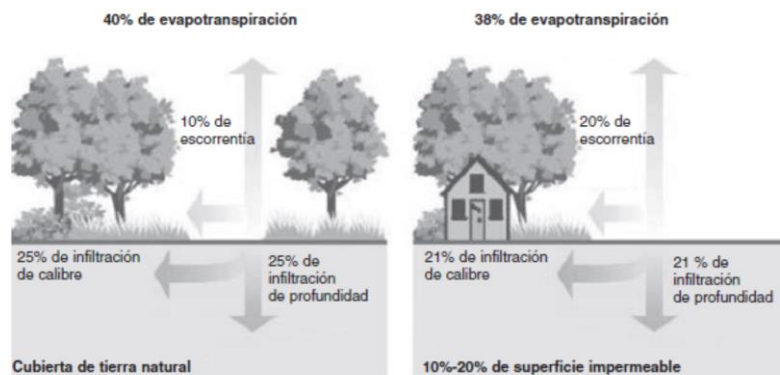 40% de evapotranspiración
10% de
escorrentía
25% de infiltración
de calibre
25% de
infiltración
de profundidad
Cubierta de tierra natural
38% de evapotranspiración
20% de
escorrentía
21% de infiltración
de calibre
21 % de
infiltración
de profundidad
10%-20% de superficie impermeable